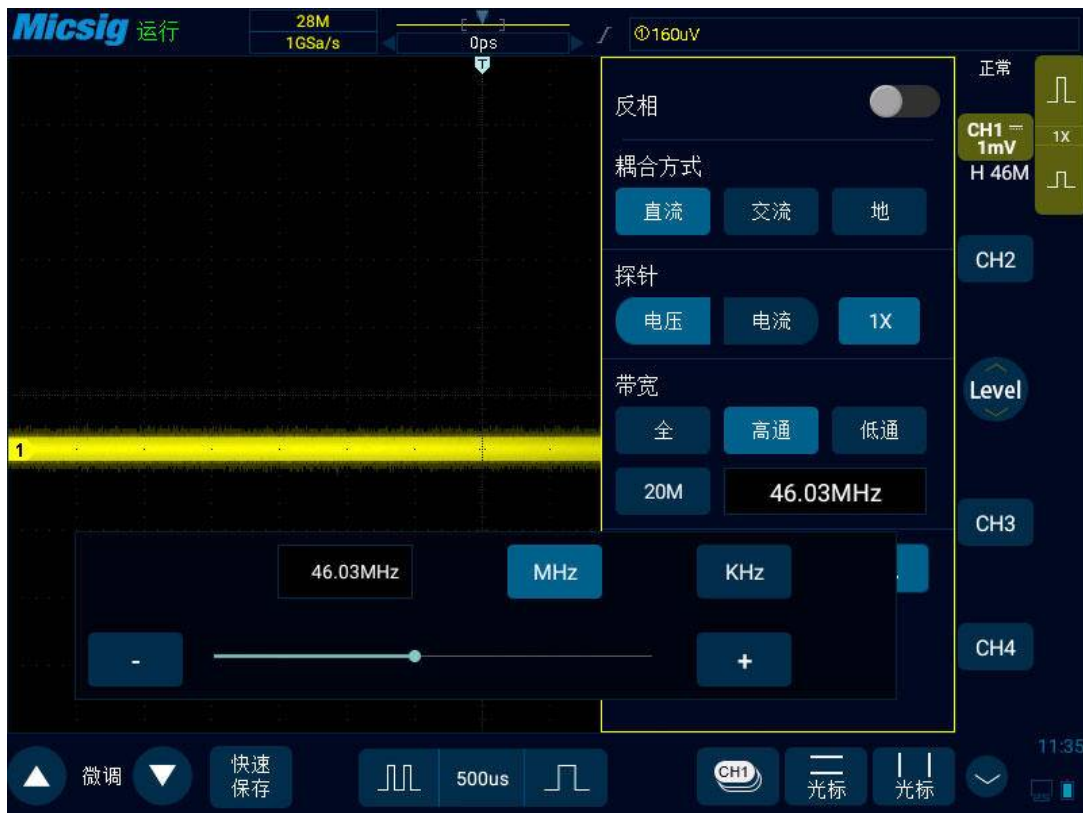 Micsig 运行
28M
1GSa/s
0ps
①160uV
T
正常
反相
CH1
1mV
1X
H 46M
耦合方式
直流 交流 地
CH2
探针
电压 电流 1X
带宽
Level
全 高通 低通
1
20M 46.03MHz
CH3
46.03MHz MHz KHz
- +
CH4
微调
快速
保存
500us
CH1
光标
光标
11:35